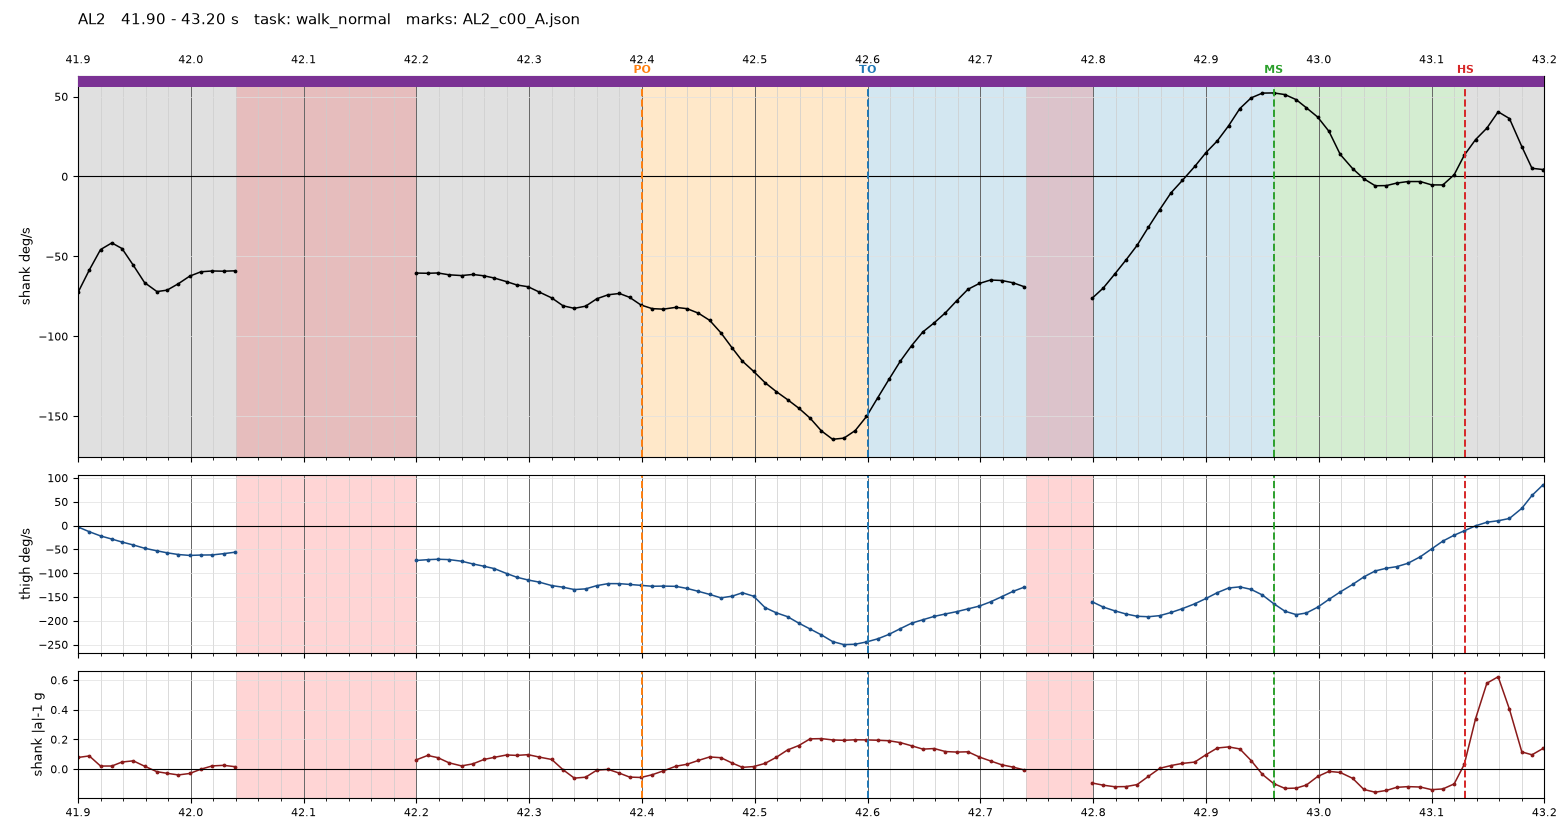 AL2   41.90 - 43.20 s   task: walk_normal   marks: AL2_c00_A.json
41.9 42.0 42.1 42.2 42.3 42.4 42.5 42.6 42.7 42.8 42.9 43.0 43.1 43.2
PO TO MS HS
shank deg/s
50
0
−50
−100
−150
thigh deg/s
100
50
0
−50
−100
−150
−200
−250
shank |a|-1 g
0.6
0.4
0.2
0.0
41.9 42.0 42.1 42.2 42.3 42.4 42.5 42.6 42.7 42.8 42.9 43.0 43.1 43.2